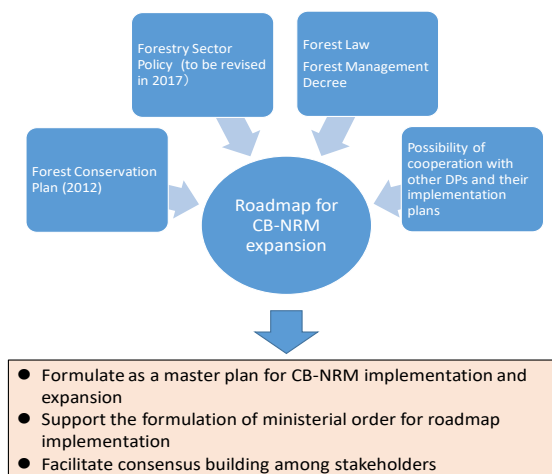 Forestry Sector
Policy (to be revised
in 2017）
Forest Law
Forest Management
Decree
Forest Conservation
Plan (2012)
Possibility of
cooperation with
other DPs and their
implementation
plans
Roadmap for
CB-NRM
expansion
● Formulate as a master plan for CB-NRM implementation and
expansion
● Support the formulation of ministerial order for roadmap
implementation
● Facilitate consensus building among stakeholders